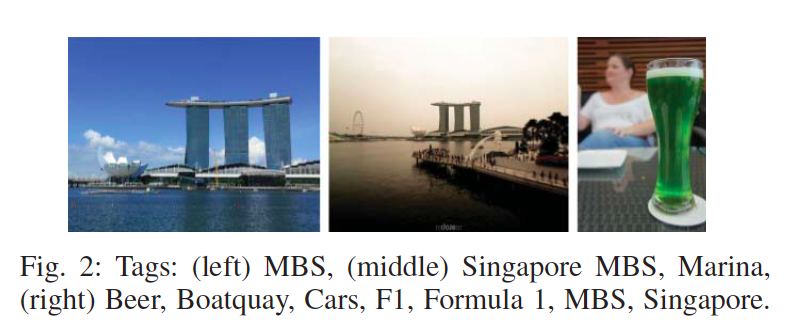 Fig. 2: Tags: (left) MBS, (middle) Singapore MBS, Marina,
(right) Beer, Boatquay, Cars, F1, Formula 1, MBS, Singapore.